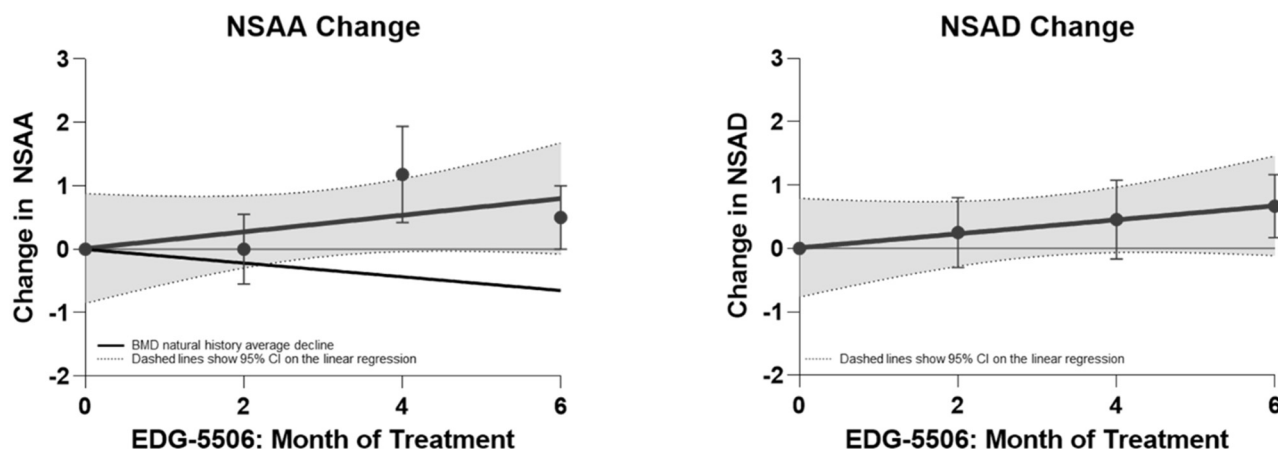 NSAA Change
3
2
1
0
-1
-2
Change in NSAA
BMD natural history average decline
Dashed lines show 95% CI on the linear regression
0 2 4 6
EDG-5506: Month of Treatment
NSAD Change
3
2
1
0
-1
-2
Change in NSAD
Dashed lines show 95% CI on the linear regression
0 2 4 6
EDG-5506: Month of Treatment